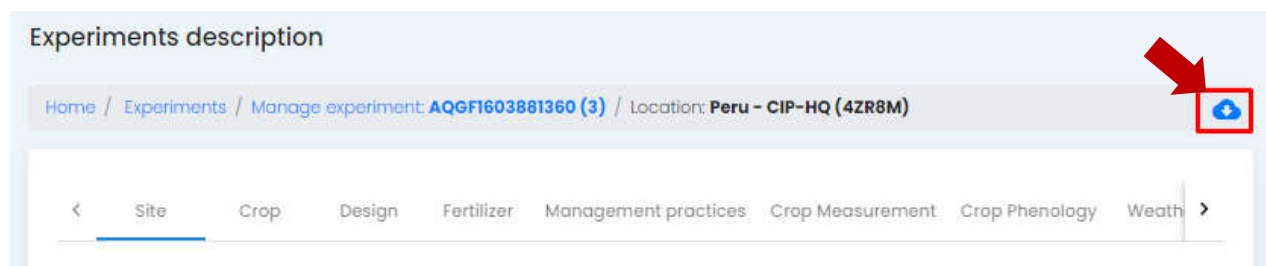 Experiments description
Home / Experiments / Manage experiment: AQGF1603881360 (3) / Location: Peru - CIP-HQ (4ZR8M)
< Site Crop Design Fertilizer Management practices Crop Measurement Crop Phenology Weath >